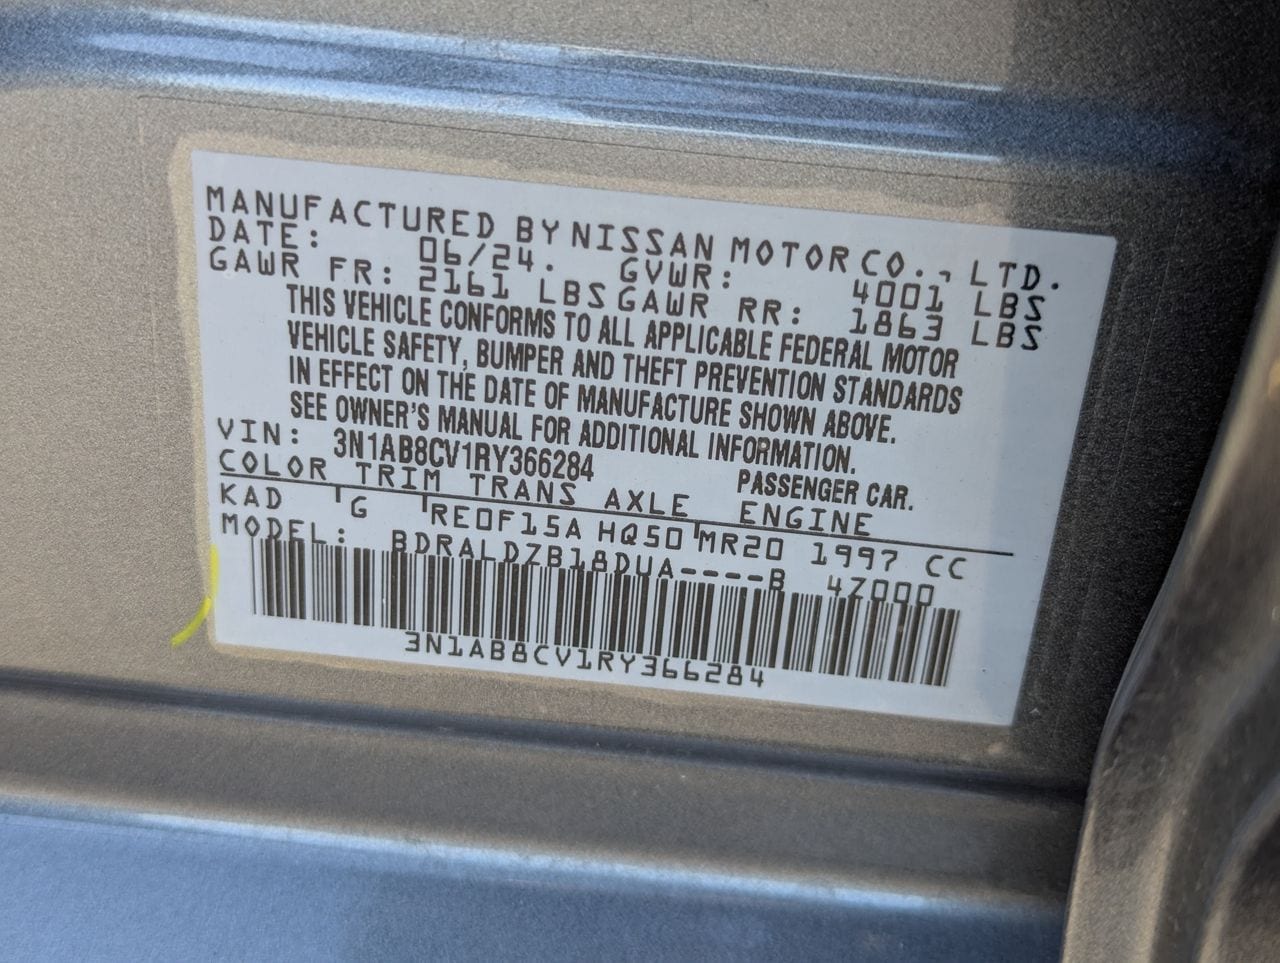 MANUFACTURED BY NISSAN MOTOR CO., LTD.
DATE: 06/24. GVWR: 4001 LBS
GAWR FR: 2161 LBS GAWR RR: 1863 LBS
THIS VEHICLE CONFORMS TO ALL APPLICABLE FEDERAL MOTOR
VEHICLE SAFETY, BUMPER AND THEFT PREVENTION STANDARDS
IN EFFECT ON THE DATE OF MANUFACTURE SHOWN ABOVE.
SEE OWNER'S MANUAL FOR ADDITIONAL INFORMATION.
VIN: 3N1AB8CV1RY366284 PASSENGER CAR.
COLOR TRIM TRANS AXLE ENGINE
KAD G RE0F15A HQ50 MR20 1997 CC
MODEL: BDRALDZB18DUA----B 4Z000
3N1AB8CV1RY366284